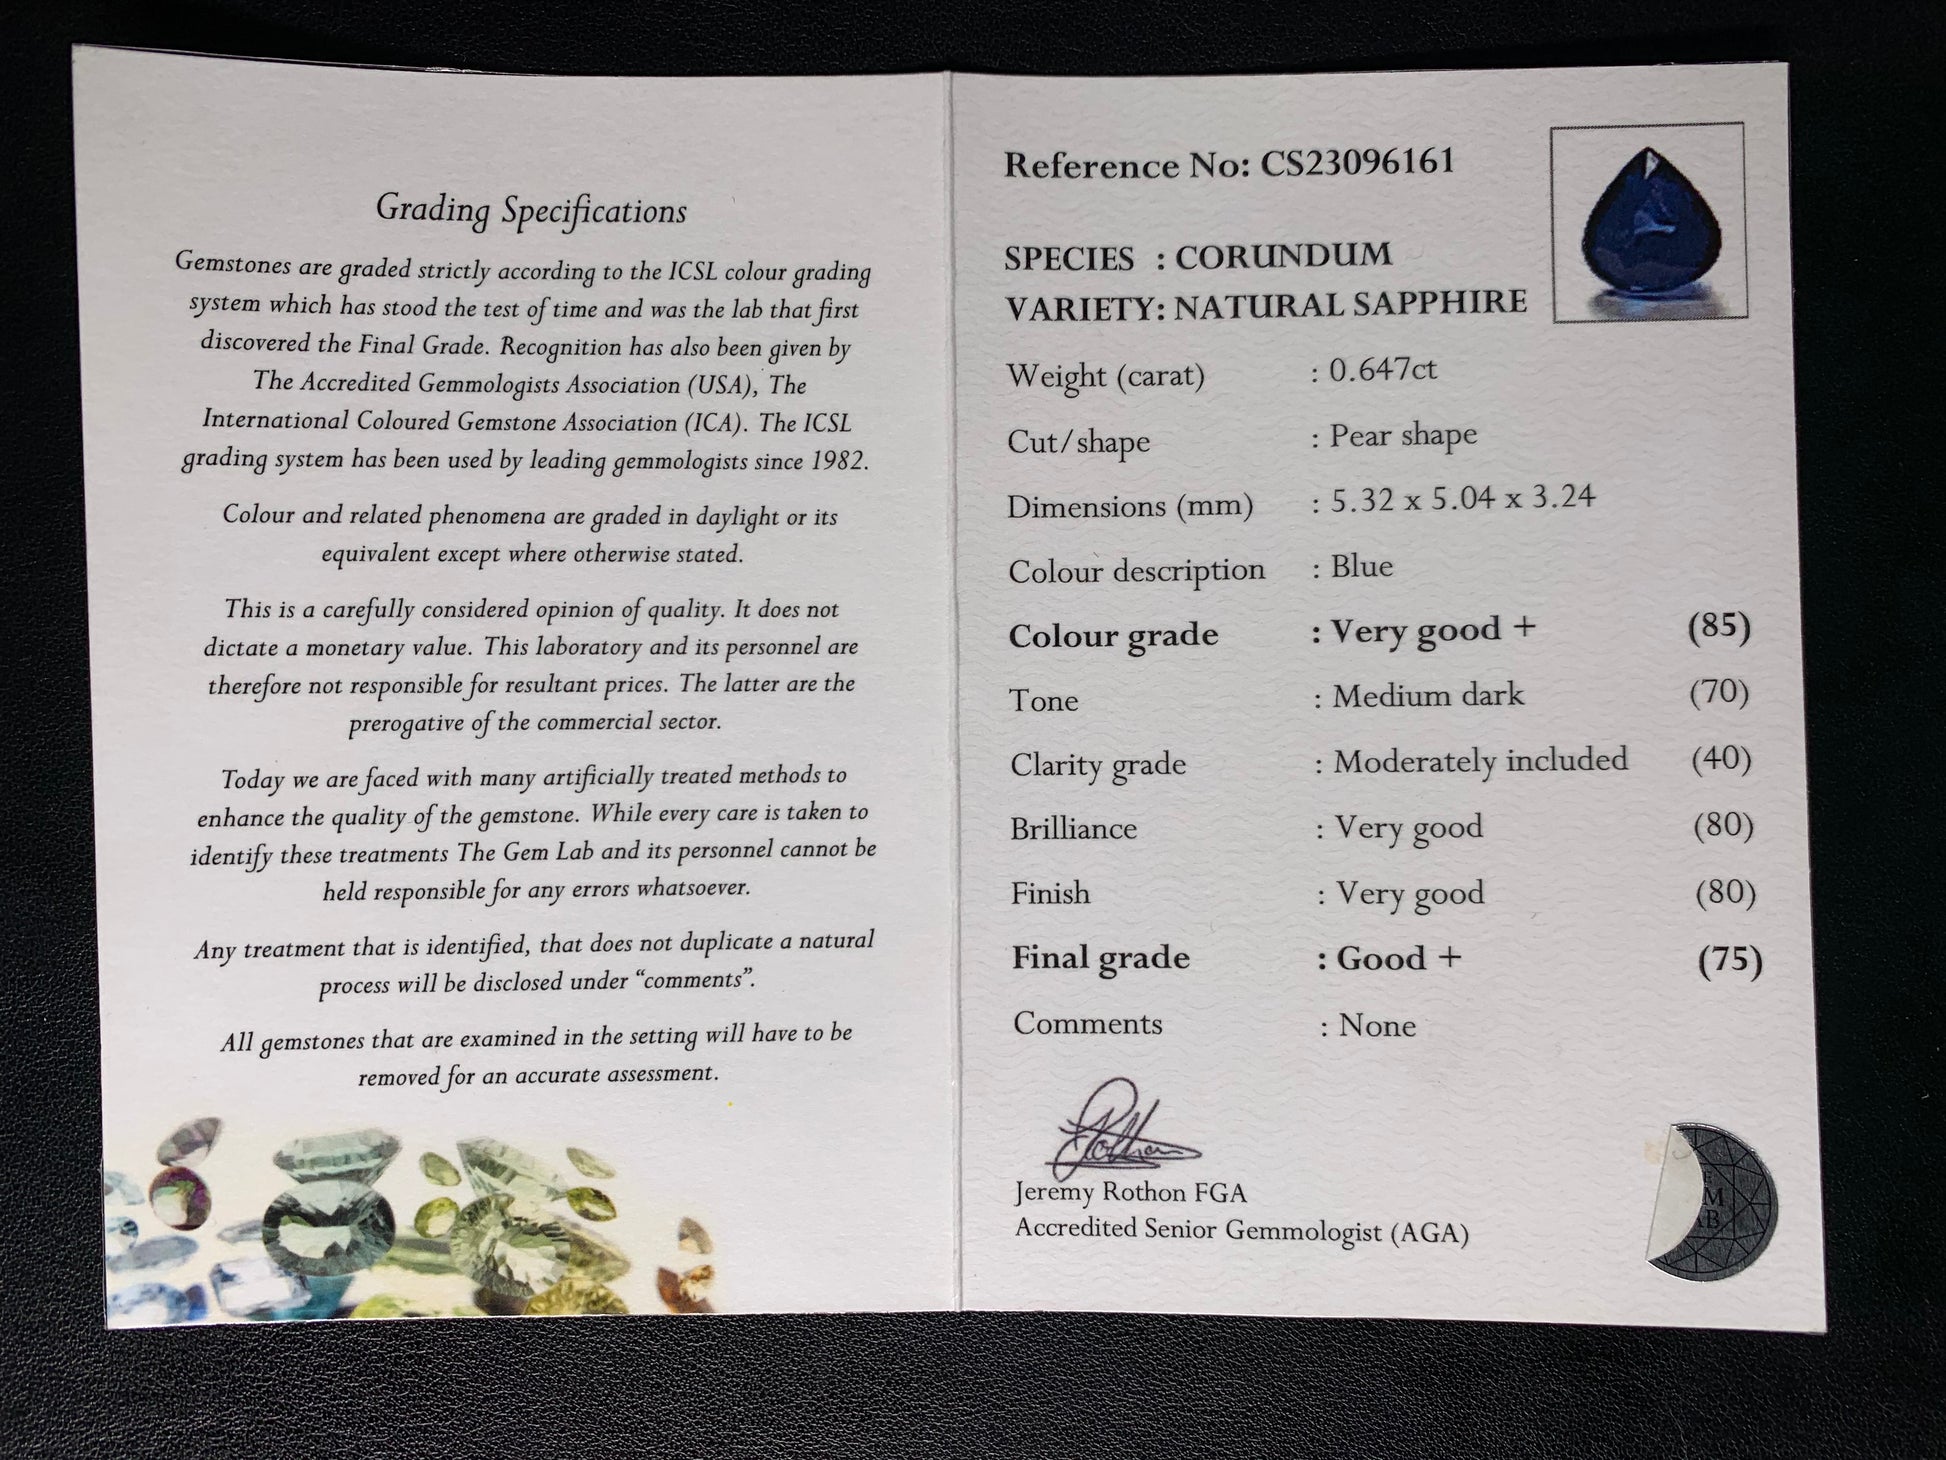 Grading Specifications
Gemstones are graded strictly according to the ICSL colour grading
system which has stood the test of time and was the lab that first
discovered the Final Grade. Recognition has also been given by
The Accredited Gemmologists Association (USA), The
International Coloured Gemstone Association (ICA). The ICSL
grading system has been used by leading gemmologists since 1982.
Colour and related phenomena are graded in daylight or its
equivalent except where otherwise stated.
This is a carefully considered opinion of quality. It does not
dictate a monetary value. This laboratory and its personnel are
therefore not responsible for resultant prices. The latter are the
prerogative of the commercial sector.
Today we are faced with many artificially treated methods to
enhance the quality of the gemstone. While every care is taken to
identify these treatments The Gem Lab and its personnel cannot be
held responsible for any errors whatsoever.
Any treatment that is identified, that does not duplicate a natural
process will be disclosed under “comments”.
All gemstones that are examined in the setting will have to be
removed for an accurate assessment.
Reference No: CS23096161
SPECIES : CORUNDUM
VARIETY: NATURAL SAPPHIRE
Weight (carat) : 0.647ct
Cut/shape : Pear shape
Dimensions (mm) : 5.32 x 5.04 x 3.24
Colour description : Blue
Colour grade : Very good + (85)
Tone : Medium dark (70)
Clarity grade : Moderately included (40)
Brilliance : Very good (80)
Finish : Very good (80)
Final grade : Good + (75)
Comments : None
Jeremy Rothon FGA
Accredited Senior Gemmologist (AGA)